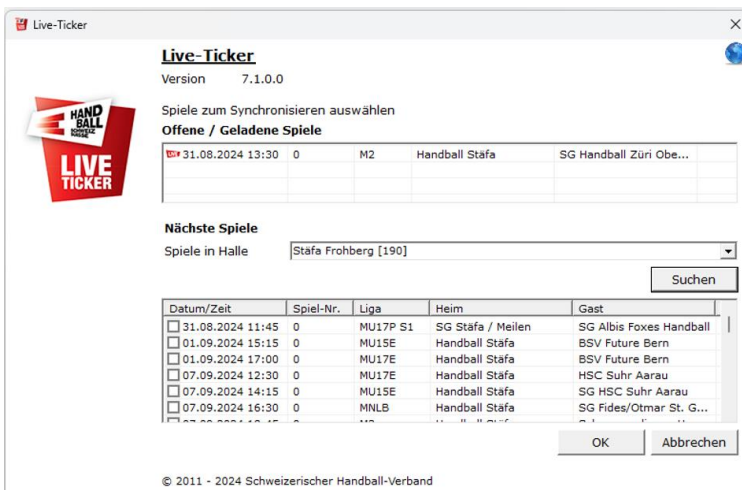 Live-Ticker
Live-Ticker
Version 7.1.0.0
HAND
BALL
SCHWEIZ
SUISSE
LIVE
TICKER
Spiele zum Synchronisieren auswählen
Offene / Geladene Spiele
31.08.2024 13:30 0 M2 Handball Stäfa SG Handball Züri Obe...
Nächste Spiele
Spiele in Halle Stäfa Frohberg [190]
Suchen
Datum/Zeit Spiel-Nr. Liga Heim Gast
31.08.2024 11:45 0 MU17P S1 SG Stäfa / Meilen SG Albis Foxes Handball
01.09.2024 15:15 0 MU15E Handball Stäfa BSV Future Bern
01.09.2024 17:00 0 MU17E Handball Stäfa BSV Future Bern
07.09.2024 12:30 0 MU17E Handball Stäfa HSC Suhr Aarau
07.09.2024 14:15 0 MU15E Handball Stäfa SG HSC Suhr Aarau
07.09.2024 16:30 0 MNLB Handball Stäfa SG Fides/Otmar St. G...
OK Abbrechen
© 2011 - 2024 Schweizerischer Handball-Verband